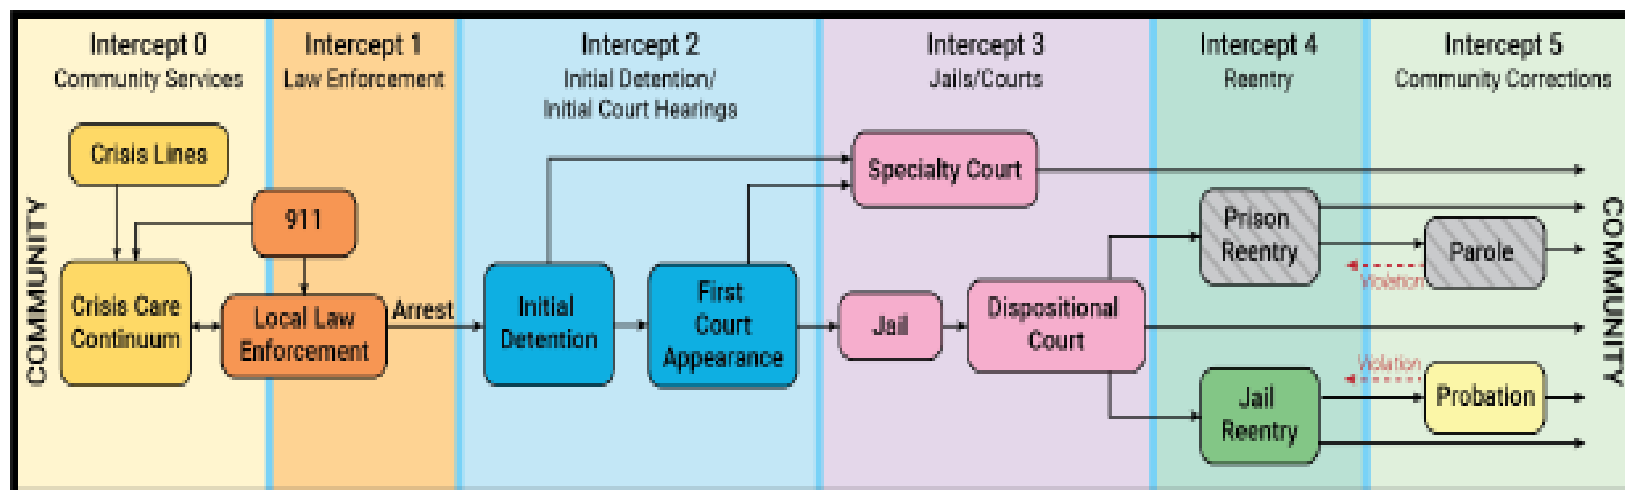 Intercept 0
Community Services
Intercept 1
Law Enforcement
Intercept 2
Initial Detention/
Initial Court Hearings
Intercept 3
Jails/Courts
Intercept 4
Reentry
Intercept 5
Community Corrections
COMMUNITY
Crisis Lines
911
Crisis Care
Continuum
Local Law
Enforcement
Arrest
Initial
Detention
First
Court
Appearance
Specialty Court
Jail
Dispositional
Court
Prison
Reentry
Parole
Violation
Jail
Reentry
Violation
Probation
COMMUNITY